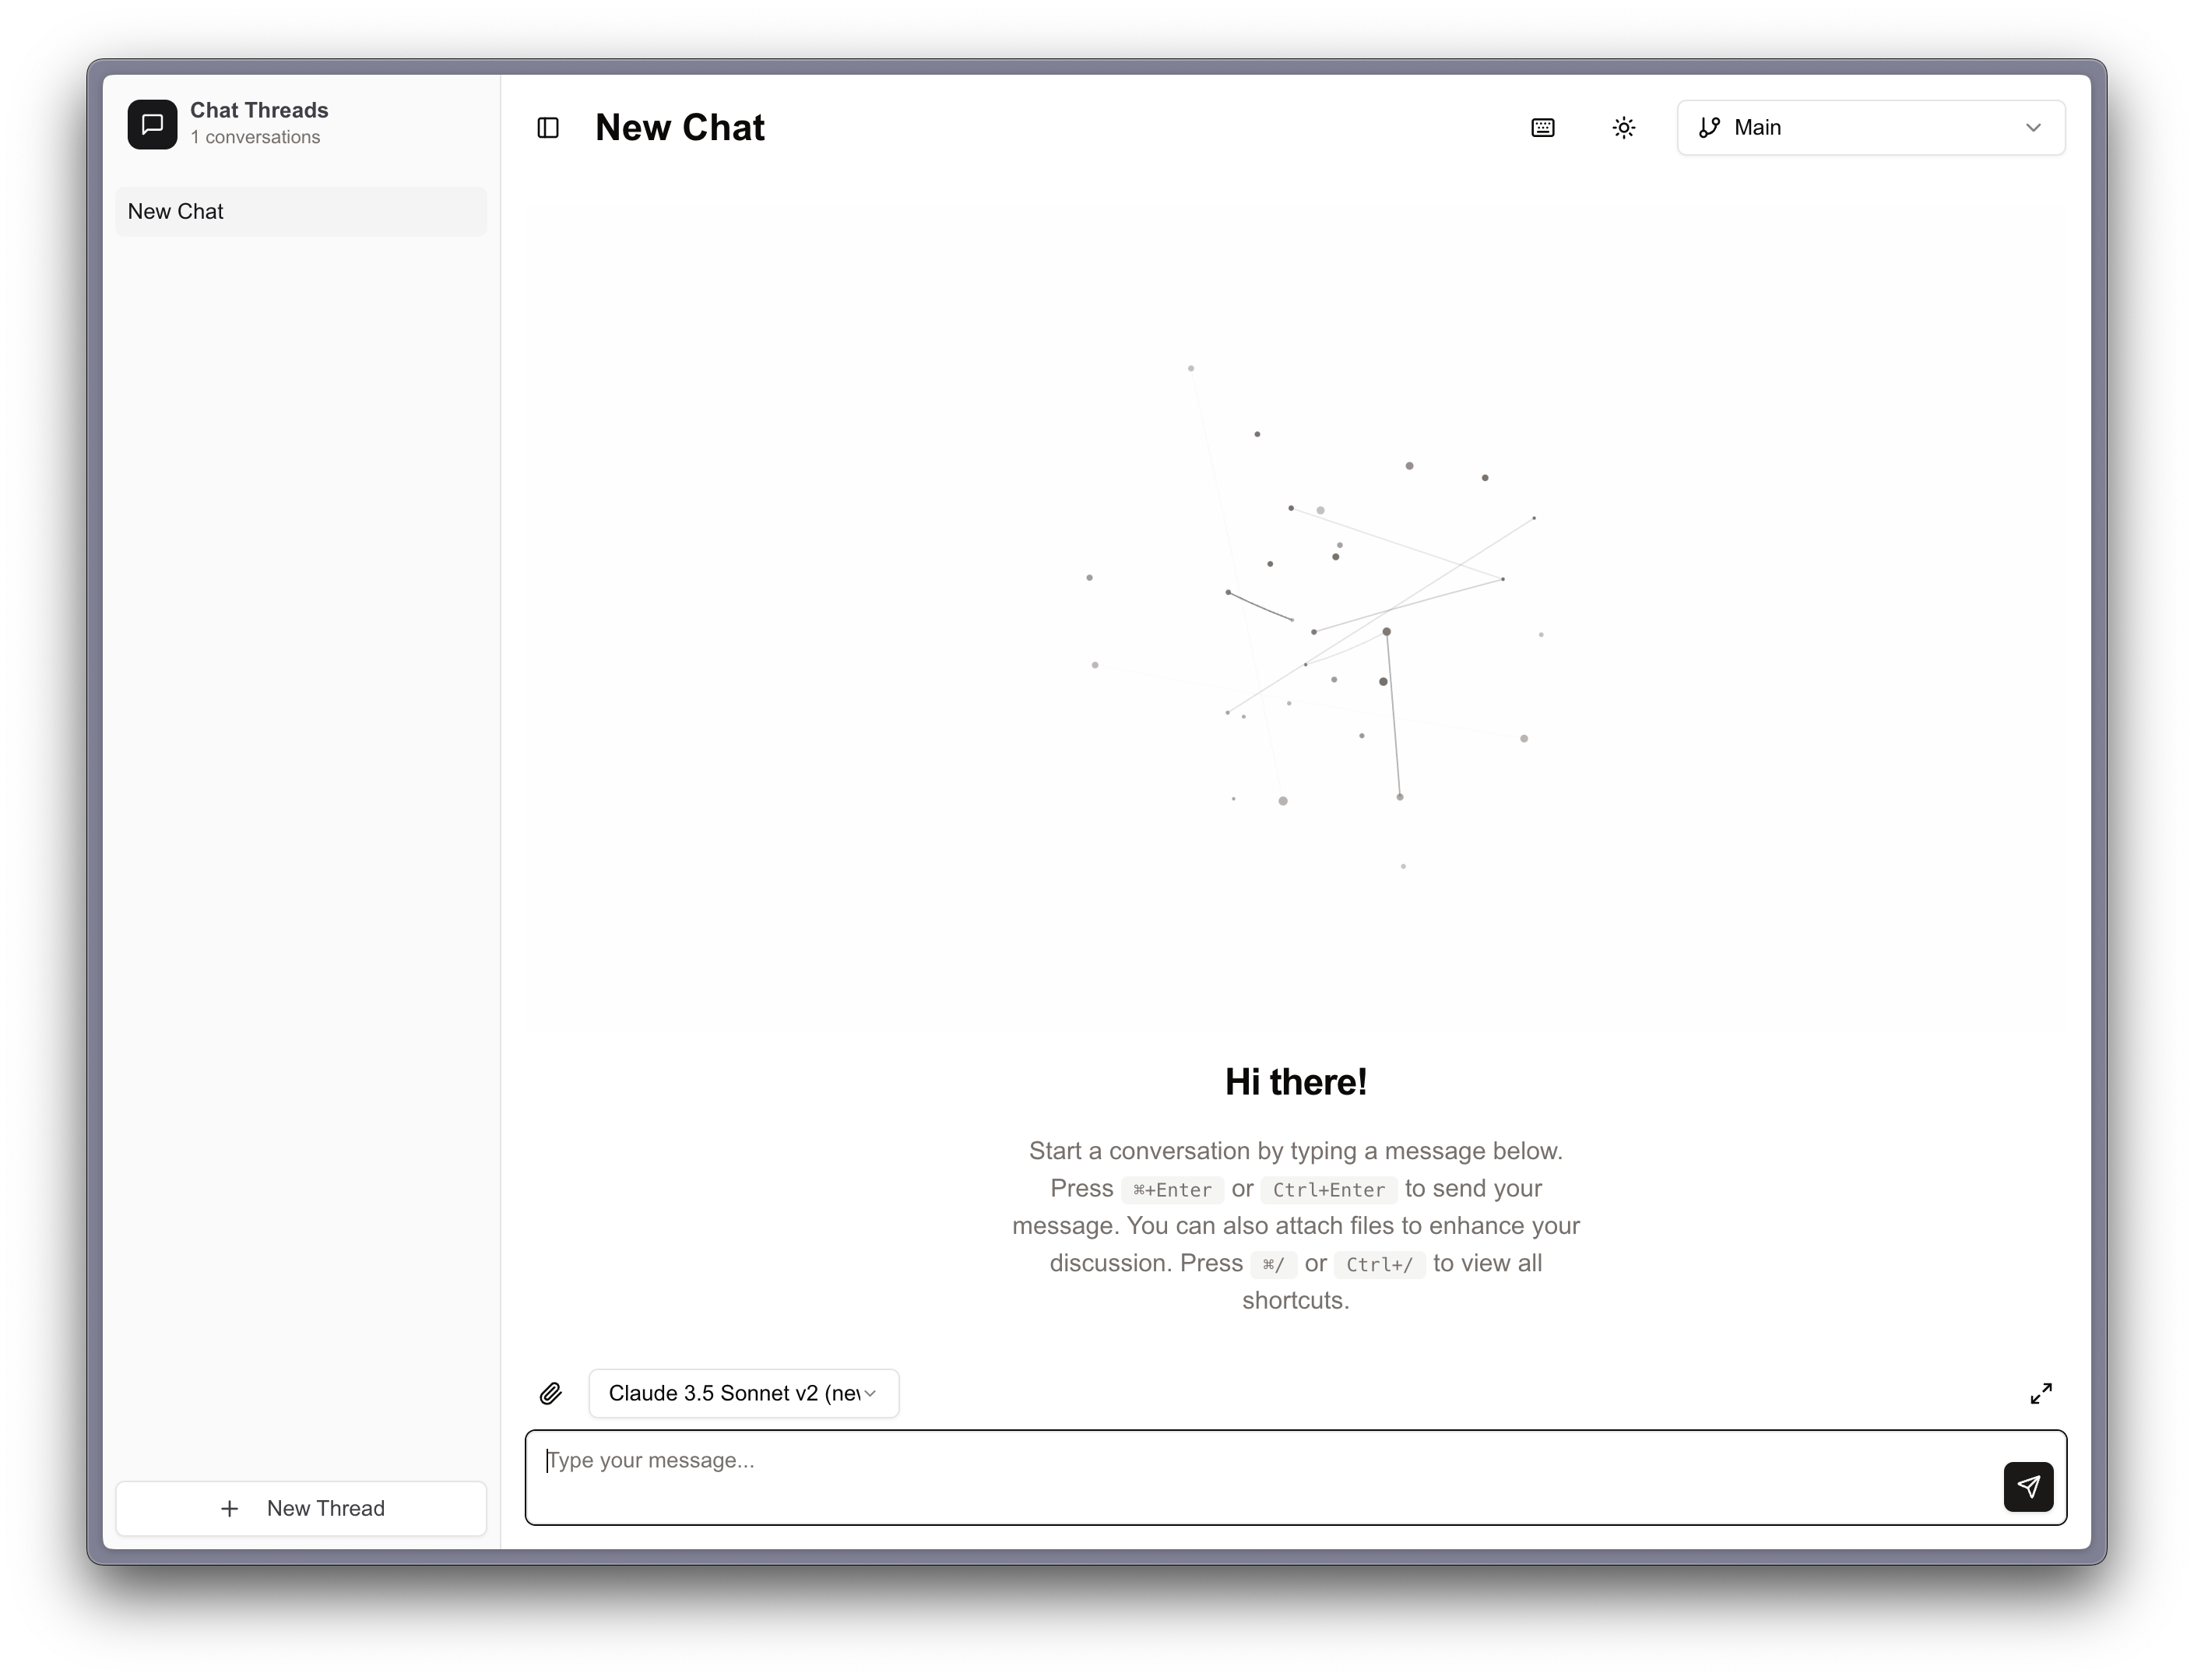 Chat Threads
1 conversations
New Chat
New Thread
New Chat
Main
Hi there!
Start a conversation by typing a message below.
Press ⌘+Enter or Ctrl+Enter to send your
message. You can also attach files to enhance your
discussion. Press ⌘/ or Ctrl+/ to view all
shortcuts.
Claude 3.5 Sonnet v2 (nev
Type your message...